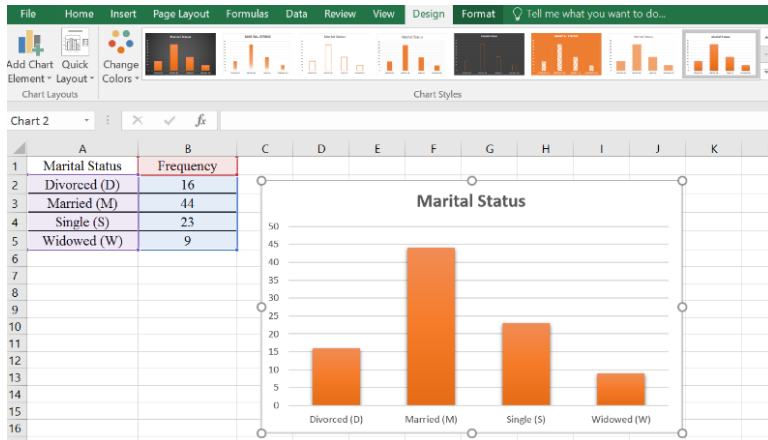 File Home Insert Page Layout Formulas Data Review View Design Format Tell me what you want to do...
Add Chart Element Quick Layout Change Colors
Chart Layouts Chart Styles
Chart 2 fx
A B C D E F G H I J K
1 Marital Status Frequency
2 Divorced (D) 16
3 Married (M) 44
4 Single (S) 23
5 Widowed (W) 9
6
7
8
9
10
11
12
13
14
15
16
Marital Status
50
45
40
35
30
25
20
15
10
5
0
Divorced (D) Married (M) Single (S) Widowed (W)